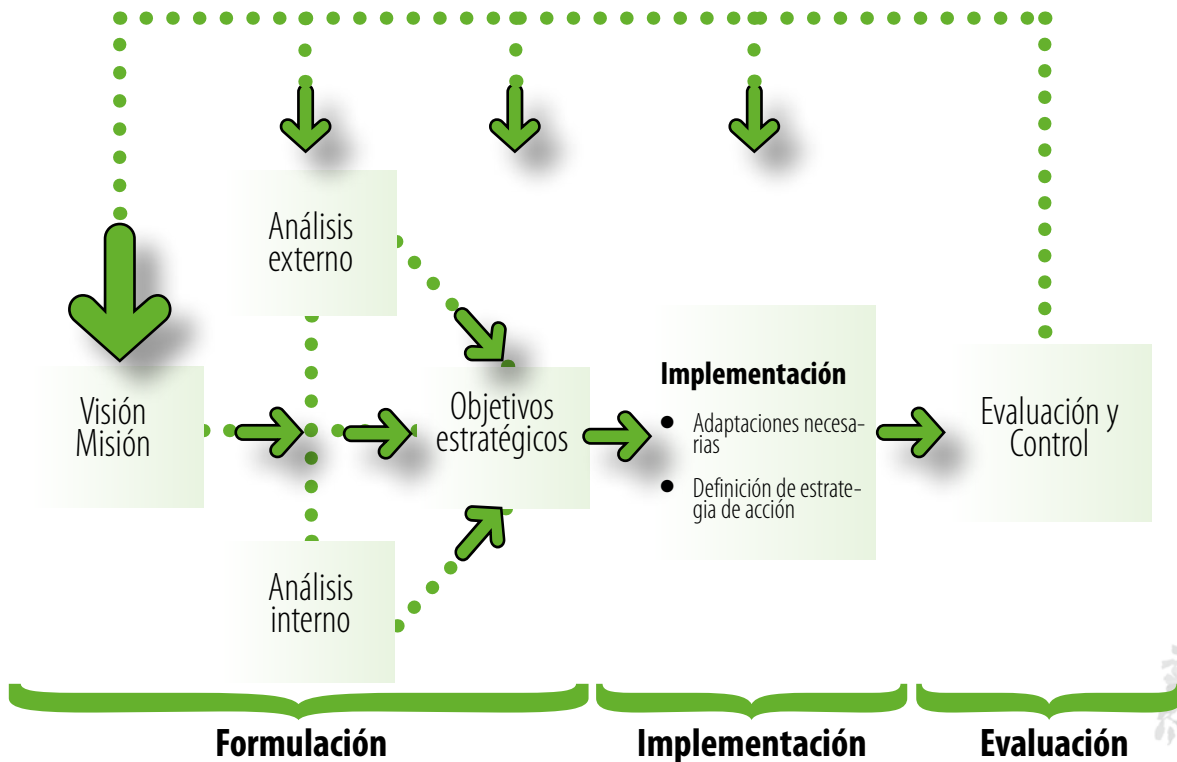 Análisis
externo
Visión
Misión
Objetivos
estratégicos
Implementación
● Adaptaciones necesa-
rias
● Definición de estrate-
gia de acción
Evaluación y
Control
Análisis
interno
Formulación
Implementación
Evaluación